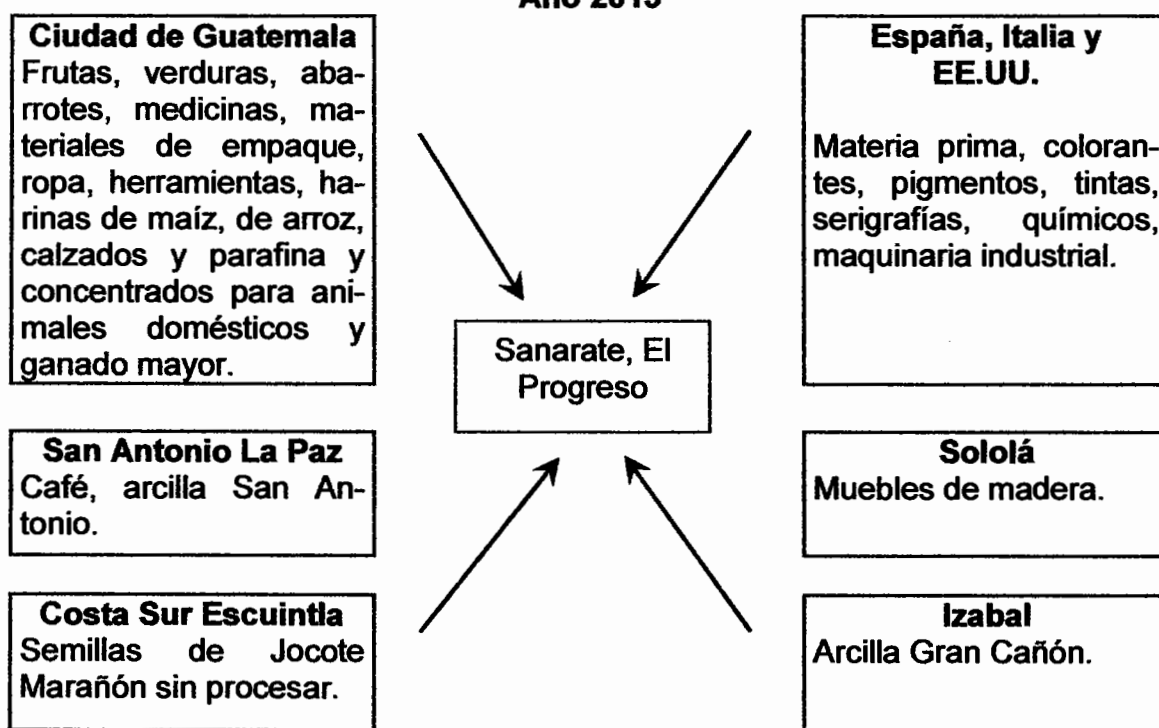 Año 2015
Ciudad de Guatemala
Frutas, verduras, aba-
rrotes, medicinas, ma-
teriales de empaque,
ropa, herramientas, ha-
rinas de maíz, de arroz,
calzados y parafina y
concentrados para ani-
males domésticos y
ganado mayor.
San Antonio La Paz
Café, arcilla San An-
tonio.
Costa Sur Escuintla
Semillas de Jocote
Marañón sin procesar.
Sanarate, El
Progreso
España, Italia y
EE.UU.
Materia prima, coloran-
tes, pigmentos, tintas,
serigrafías, químicos,
maquinaria industrial.
Sololá
Muebles de madera.
Izabal
Arcilla Gran Cañón.